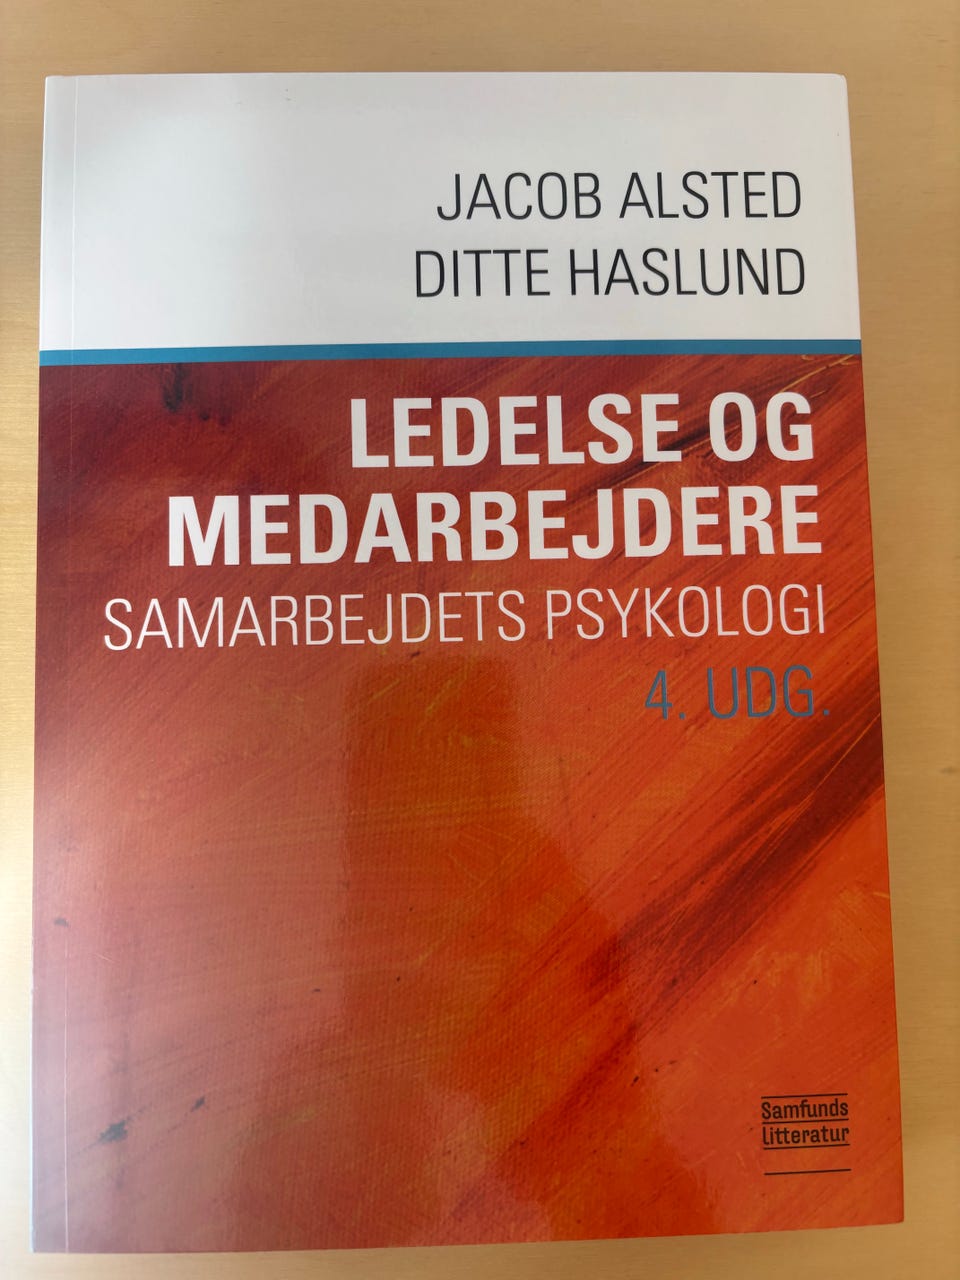 JACOB ALSTED
DITTE HASLUND
LEDELSE OG
MEDARBEJDERE
SAMARBEJDETS PSYKOLOGI
4. UDG.
Samfunds
litteratur